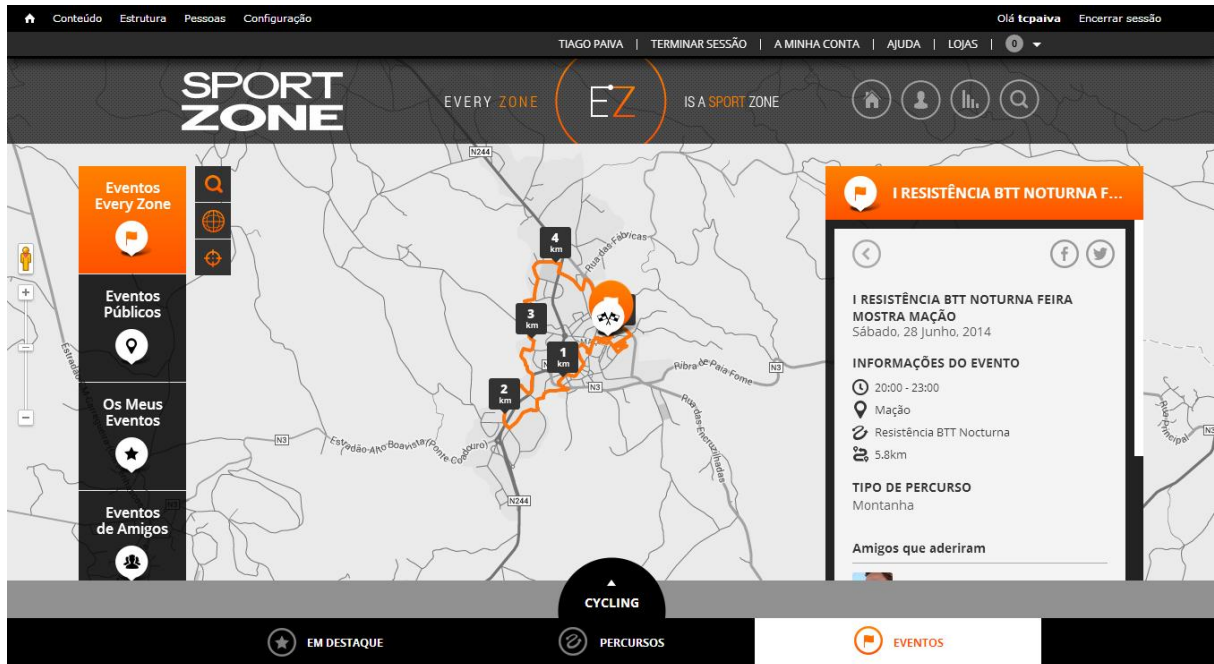 Conteúdo Estrutura Pessoas Configuração Olá tcpaiva Encerrar sessão
TIAGO PAIVA | TERMINAR SESSÃO | A MINHA CONTA | AJUDA | LOJAS | 0
SPORT
ZONE
EVERY ZONE EZ IS A SPORT ZONE
Eventos
Every Zone
Eventos
Públicos
Os Meus
Eventos
Eventos
de Amigos
N244
4
km
Rua das Fábricas
3
km
1
km
2
km
N3
Ribra de Paia Fome
N3
Rua das Encruzilhadas
N3
N244
N3
Rua Principal
N3
I RESISTÊNCIA BTT NOTURNA F...
I RESISTÊNCIA BTT NOTURNA FEIRA
MOSTRA MAÇÃO
Sábado, 28 Junho, 2014
INFORMAÇÕES DO EVENTO
20:00 - 23:00
Mação
Resistência BTT Nocturna
5.8km
TIPO DE PERCURSO
Montanha
Amigos que aderiram
CYCLING
EM DESTAQUE PERCURSOS EVENTOS